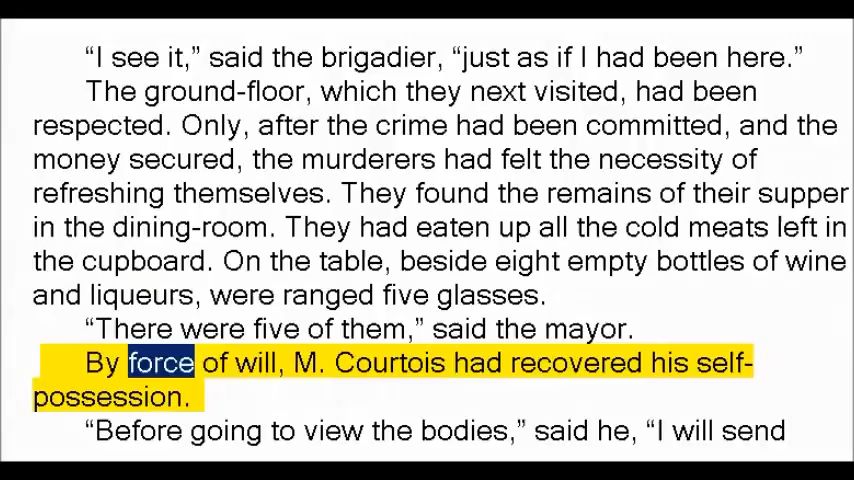 “I see it,” said the brigadier, “just as if I had been here.”
The ground-floor, which they next visited, had been
respected. Only, after the crime had been committed, and the
money secured, the murderers had felt the necessity of
refreshing themselves. They found the remains of their supper
in the dining-room. They had eaten up all the cold meats left in
the cupboard. On the table, beside eight empty bottles of wine
and liqueurs, were ranged five glasses.
“There were five of them,” said the mayor.
By force of will, M. Courtois had recovered his self-
possession.
“Before going to view the bodies,” said he, “I will send